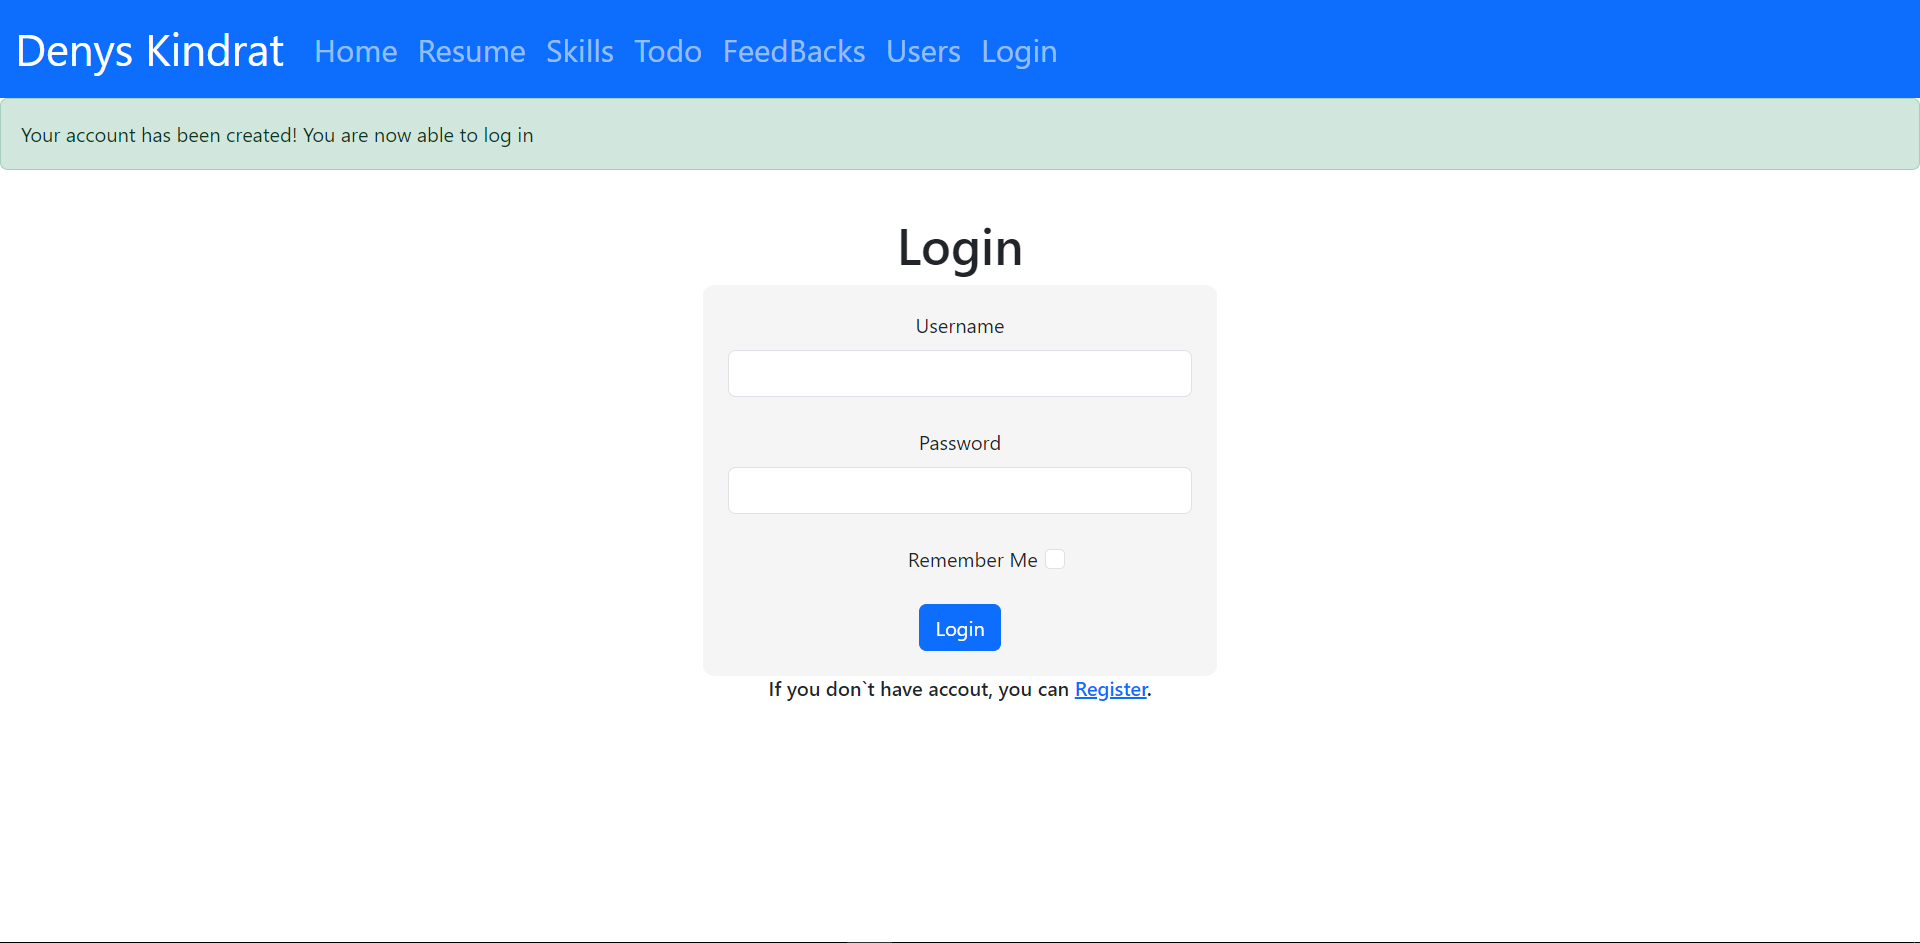 Denys Kindrat Home Resume Skills Todo FeedBacks Users Login
Your account has been created! You are now able to log in
Login
Username
Password
Remember Me
Login
If you don`t have accout, you can Register.